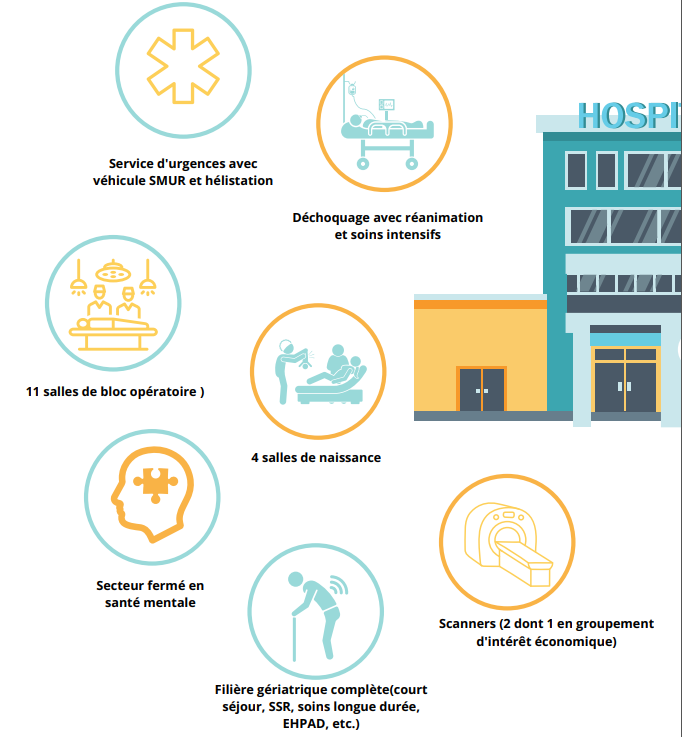 Service d'urgences avec
véhicule SMUR et hélistation
Déchoquage avec réanimation
et soins intensifs
HOSPI
11 salles de bloc opératoire )
4 salles de naissance
Secteur fermé en
santé mentale
Scanners (2 dont 1 en groupement
d'intérêt économique)
Filière gériatrique complète(court
séjour, SSR, soins longue durée,
EHPAD, etc.)